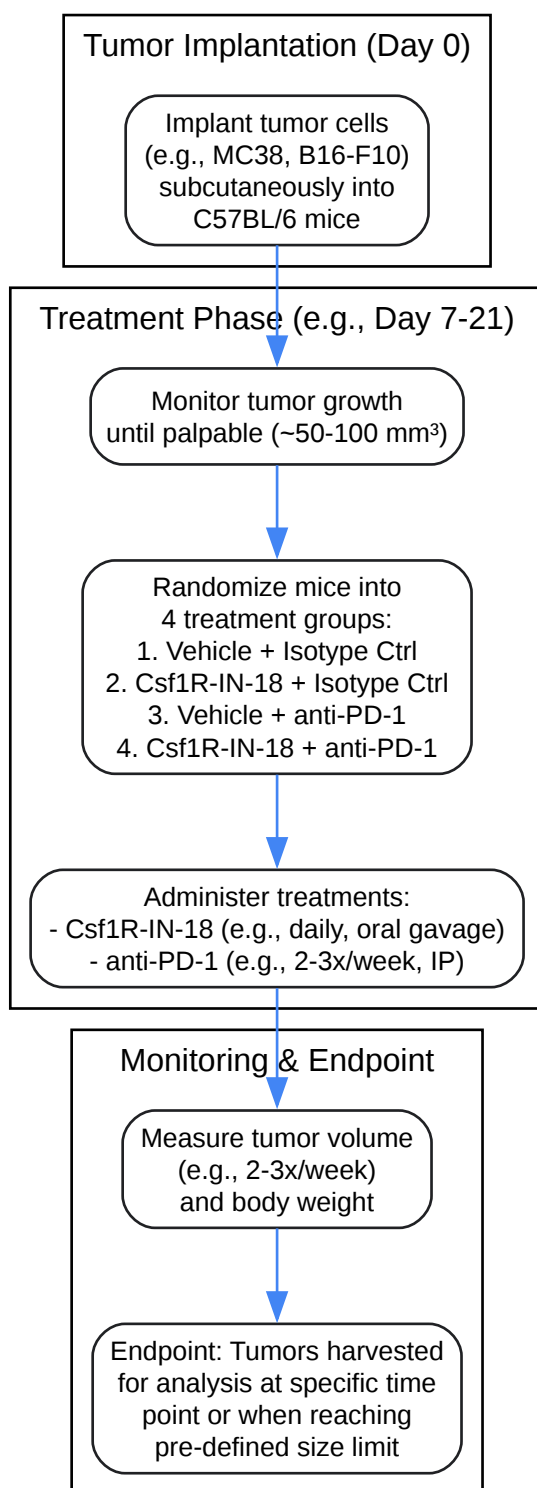 Tumor Implantation (Day 0)
Implant tumor cells
(e.g., MC38, B16-F10)
subcutaneously into
C57BL/6 mice
Treatment Phase (e.g., Day 7-21)
Monitor tumor growth
until palpable (~50-100 mm³)
Randomize mice into
4 treatment groups:
1. Vehicle + Isotype Ctrl
2. Csf1R-IN-18 + Isotype Ctrl
3. Vehicle + anti-PD-1
4. Csf1R-IN-18 + anti-PD-1
Administer treatments:
- Csf1R-IN-18 (e.g., daily, oral gavage)
- anti-PD-1 (e.g., 2-3x/week, IP)
Monitoring & Endpoint
Measure tumor volume
(e.g., 2-3x/week)
and body weight
Endpoint: Tumors harvested
for analysis at specific time
point or when reaching
pre-defined size limit